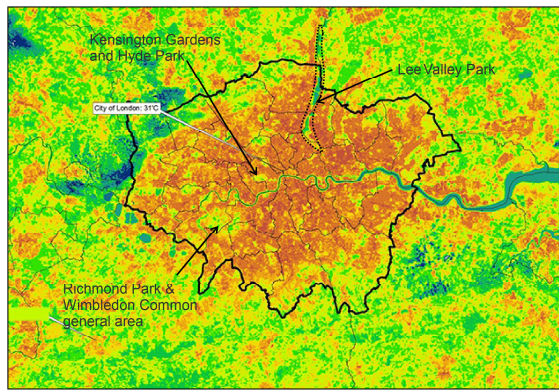 Kensington Gardens
and Hyde Park
Lee Valley Park
City of London: 31°C
Richmond Park &
Wimbledon Common
general area